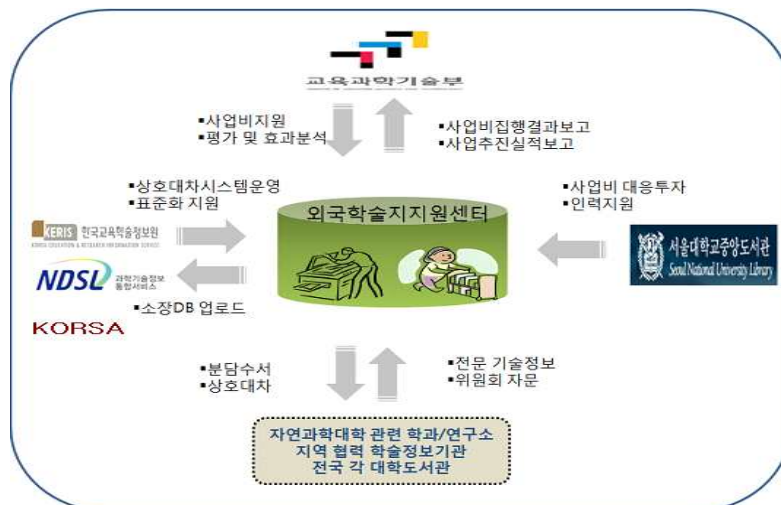 교육과학기술부
▪사업비지원
▪평가 및 효과분석
▪사업비집행결과보고
▪사업추진실적보고
▪상호대차시스템운영
▪표준화 지원
▪사업비 대응투자
▪인력지원
외국학술지지원센터
KERIS 한국교육학술정보원
KOREA EDUCATION & RESEARCH INFORMATION SERVICE
서울대학교중앙도서관
Seoul National University Library
NDSL 과학기술정보
통합서비스
▪소장DB 업로드
KORSA
▪분담수서
▪상호대차
▪전문 기술정보
▪위원회 자문
자연과학대학 관련 학과/연구소
지역 협력 학술정보기관
전국 각 대학도서관